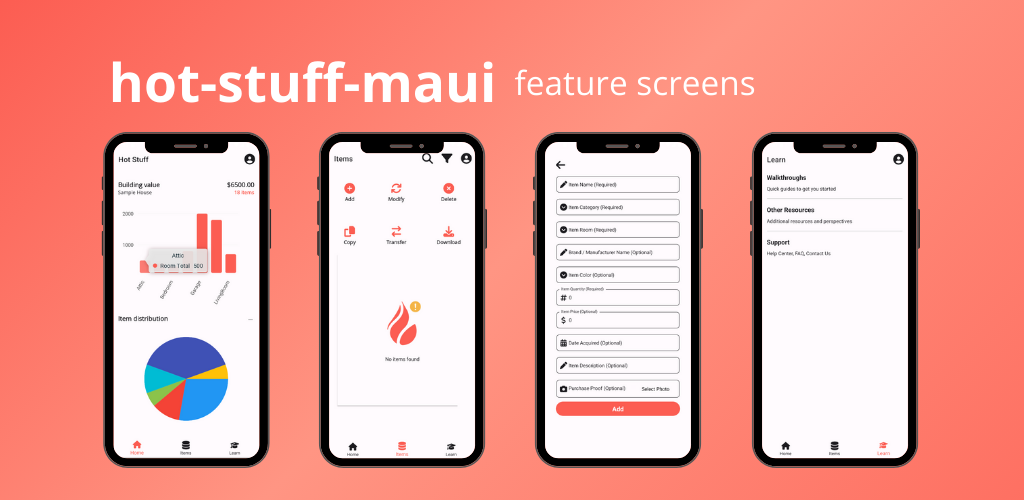 hot-stuff-maui feature screens
Hot Stuff
Building value $6500.00
Sample House 18 Items
2000
1000
Attic
Room Total 500
Attic
Bedroom
Garage
Livingroom
Item distribution
Home Items Learn
Items
Add Modify Delete
Copy Transfer Download
!
No items found
Home Items Learn
Item Name (Required)
Item Category (Required)
Item Room (Required)
Brand / Manufacturer Name (Optional)
Item Color (Optional)
Item Quantity (Required)
# 0
Item Price (Optional)
$ 0
Date Acquired (Optional)
Item Description (Optional)
Purchase Proof (Optional) Select Photo
Add
Learn
Walkthroughs
Quick guides to get you started
Other Resources
Additional resources and perspectives
Support
Help Center, FAQ, Contact Us
Home Items Learn